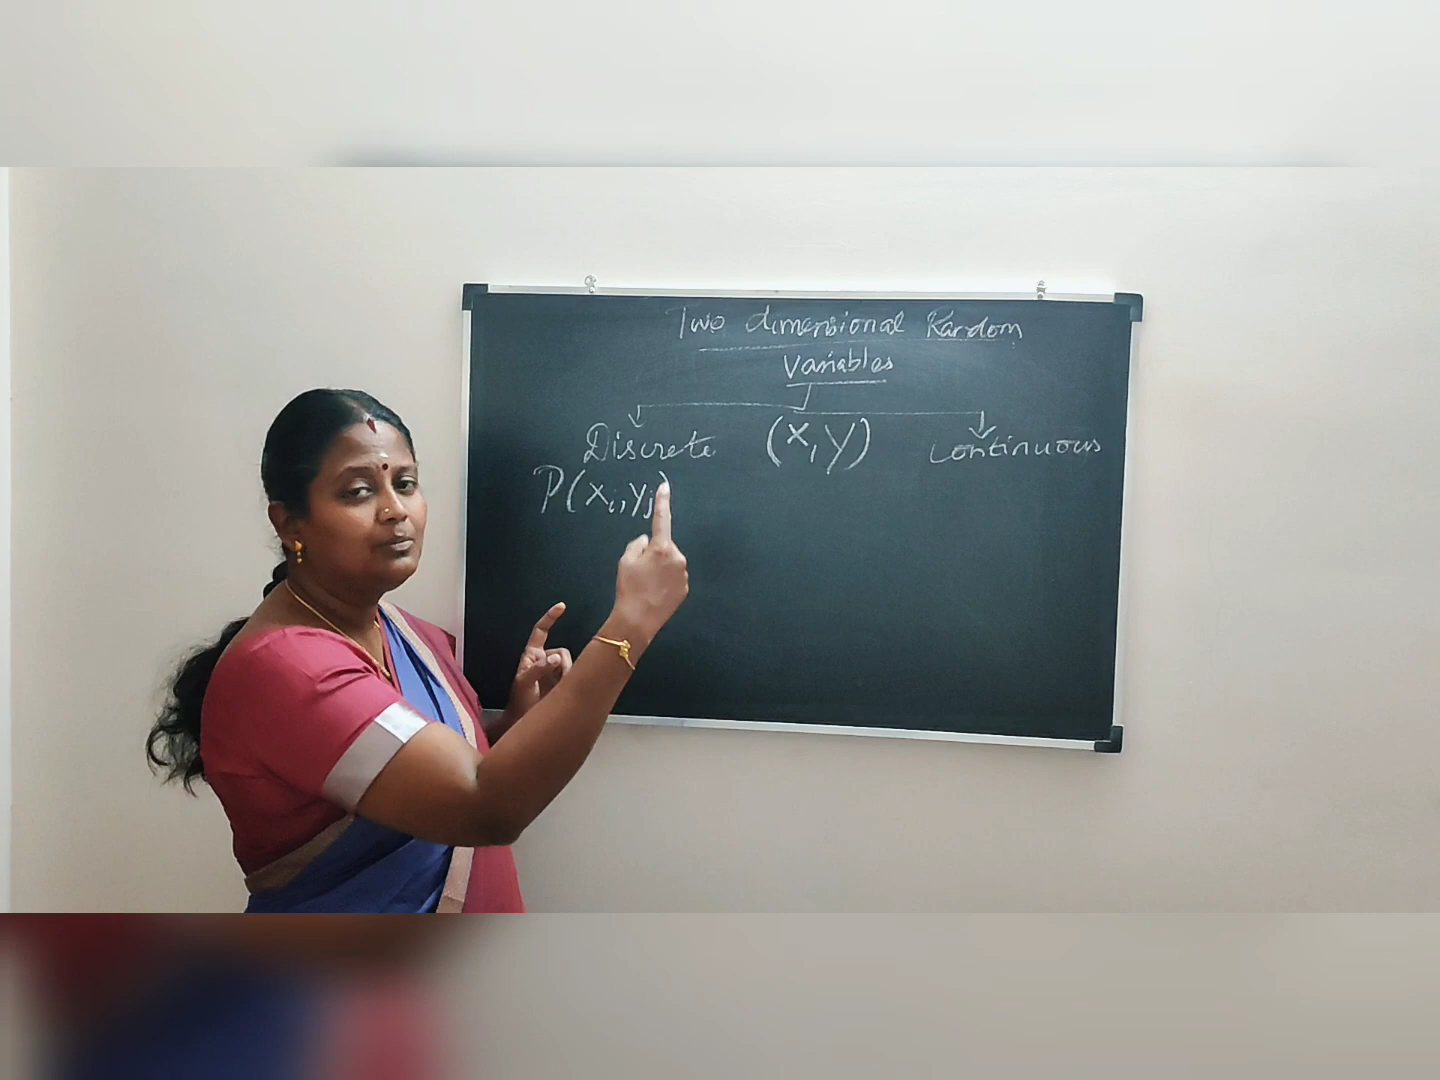 Two dimensional Random
Variables
Discrete (X,Y) Continuous
P(xi,yj)